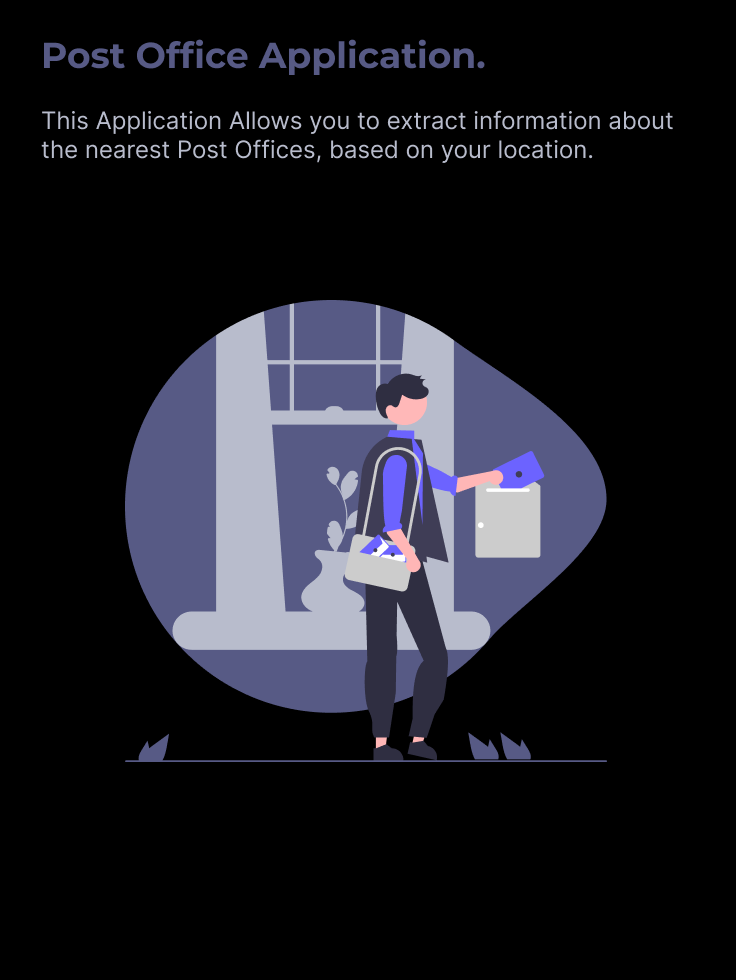 Post Office Application.
This Application Allows you to extract information about
the nearest Post Offices, based on your location.